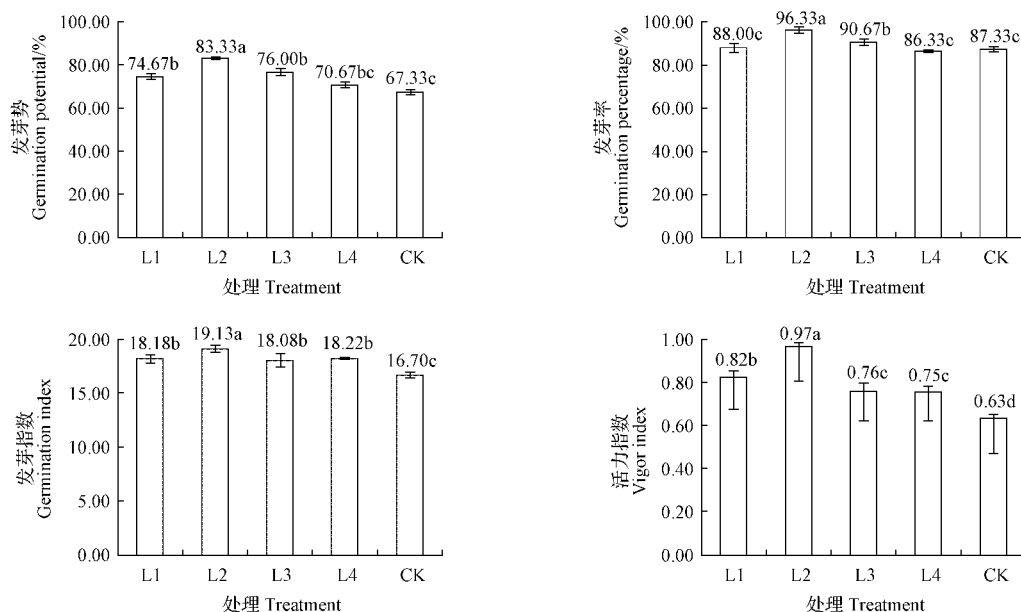 发芽势
Germination potential/%
100.00
80.00
60.00
40.00
20.00
0.00
74.67b
83.33a
76.00b
70.67bc
67.33c
L1 L2 L3 L4 CK
处理 Treatment
发芽率
Germination percentage/%
100.00
80.00
60.00
40.00
20.00
0.00
88.00c
96.33a
90.67b
86.33c
87.33c
L1 L2 L3 L4 CK
处理 Treatment
发芽指数
Germination index
20.00
15.00
10.00
5.00
0.00
18.18b
19.13a
18.08b
18.22b
16.70c
L1 L2 L3 L4 CK
处理 Treatment
活力指数
Vigor index
1.00
0.80
0.60
0.40
0.20
0.00
0.82b
0.97a
0.76c
0.75c
0.63d
L1 L2 L3 L4 CK
处理 Treatment